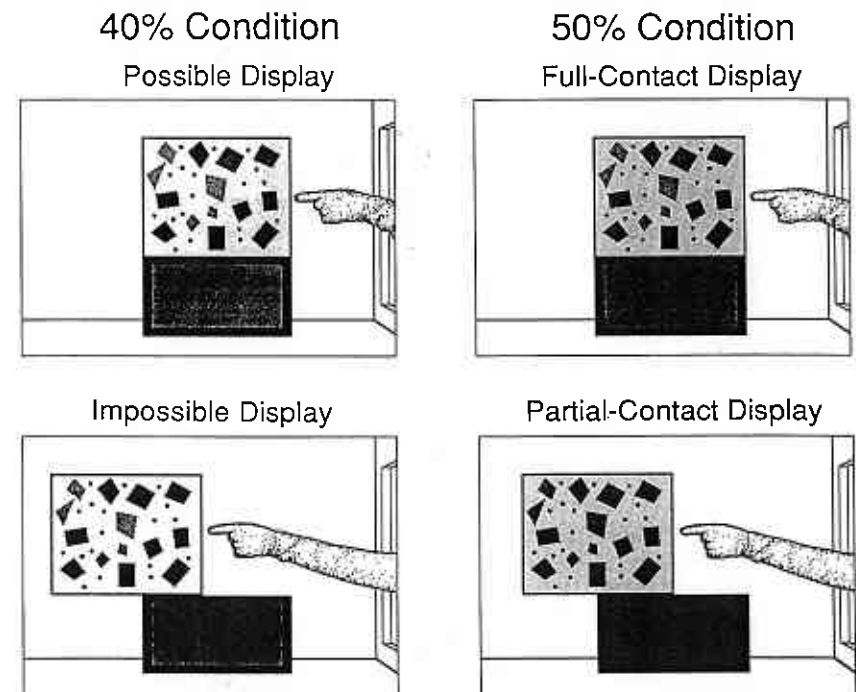 40% Condition
50% Condition
Possible Display
Full-Contact Display
Impossible Display
Partial-Contact Display